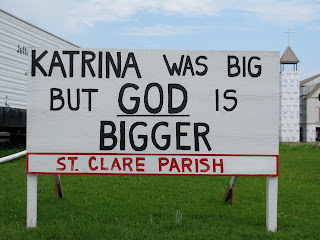 KATRINA WAS BIG
BUT GOD IS
BIGGER
ST. CLARE PARISH